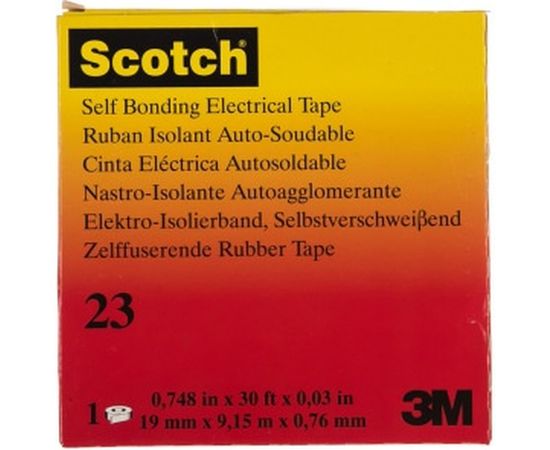 Scotch®
Self Bonding Electrical Tape
Ruban Isolant Auto-Soudable
Cinta Eléctrica Autosoldable
Nastro-Isolante Autoagglomerante
Elektro-Isolierband, Selbstverschweißend
Zelffuserende Rubber Tape
23
1 0,748 in x 30 ft x 0,03 in
19 mm x 9,15 m x 0,76 mm
3M